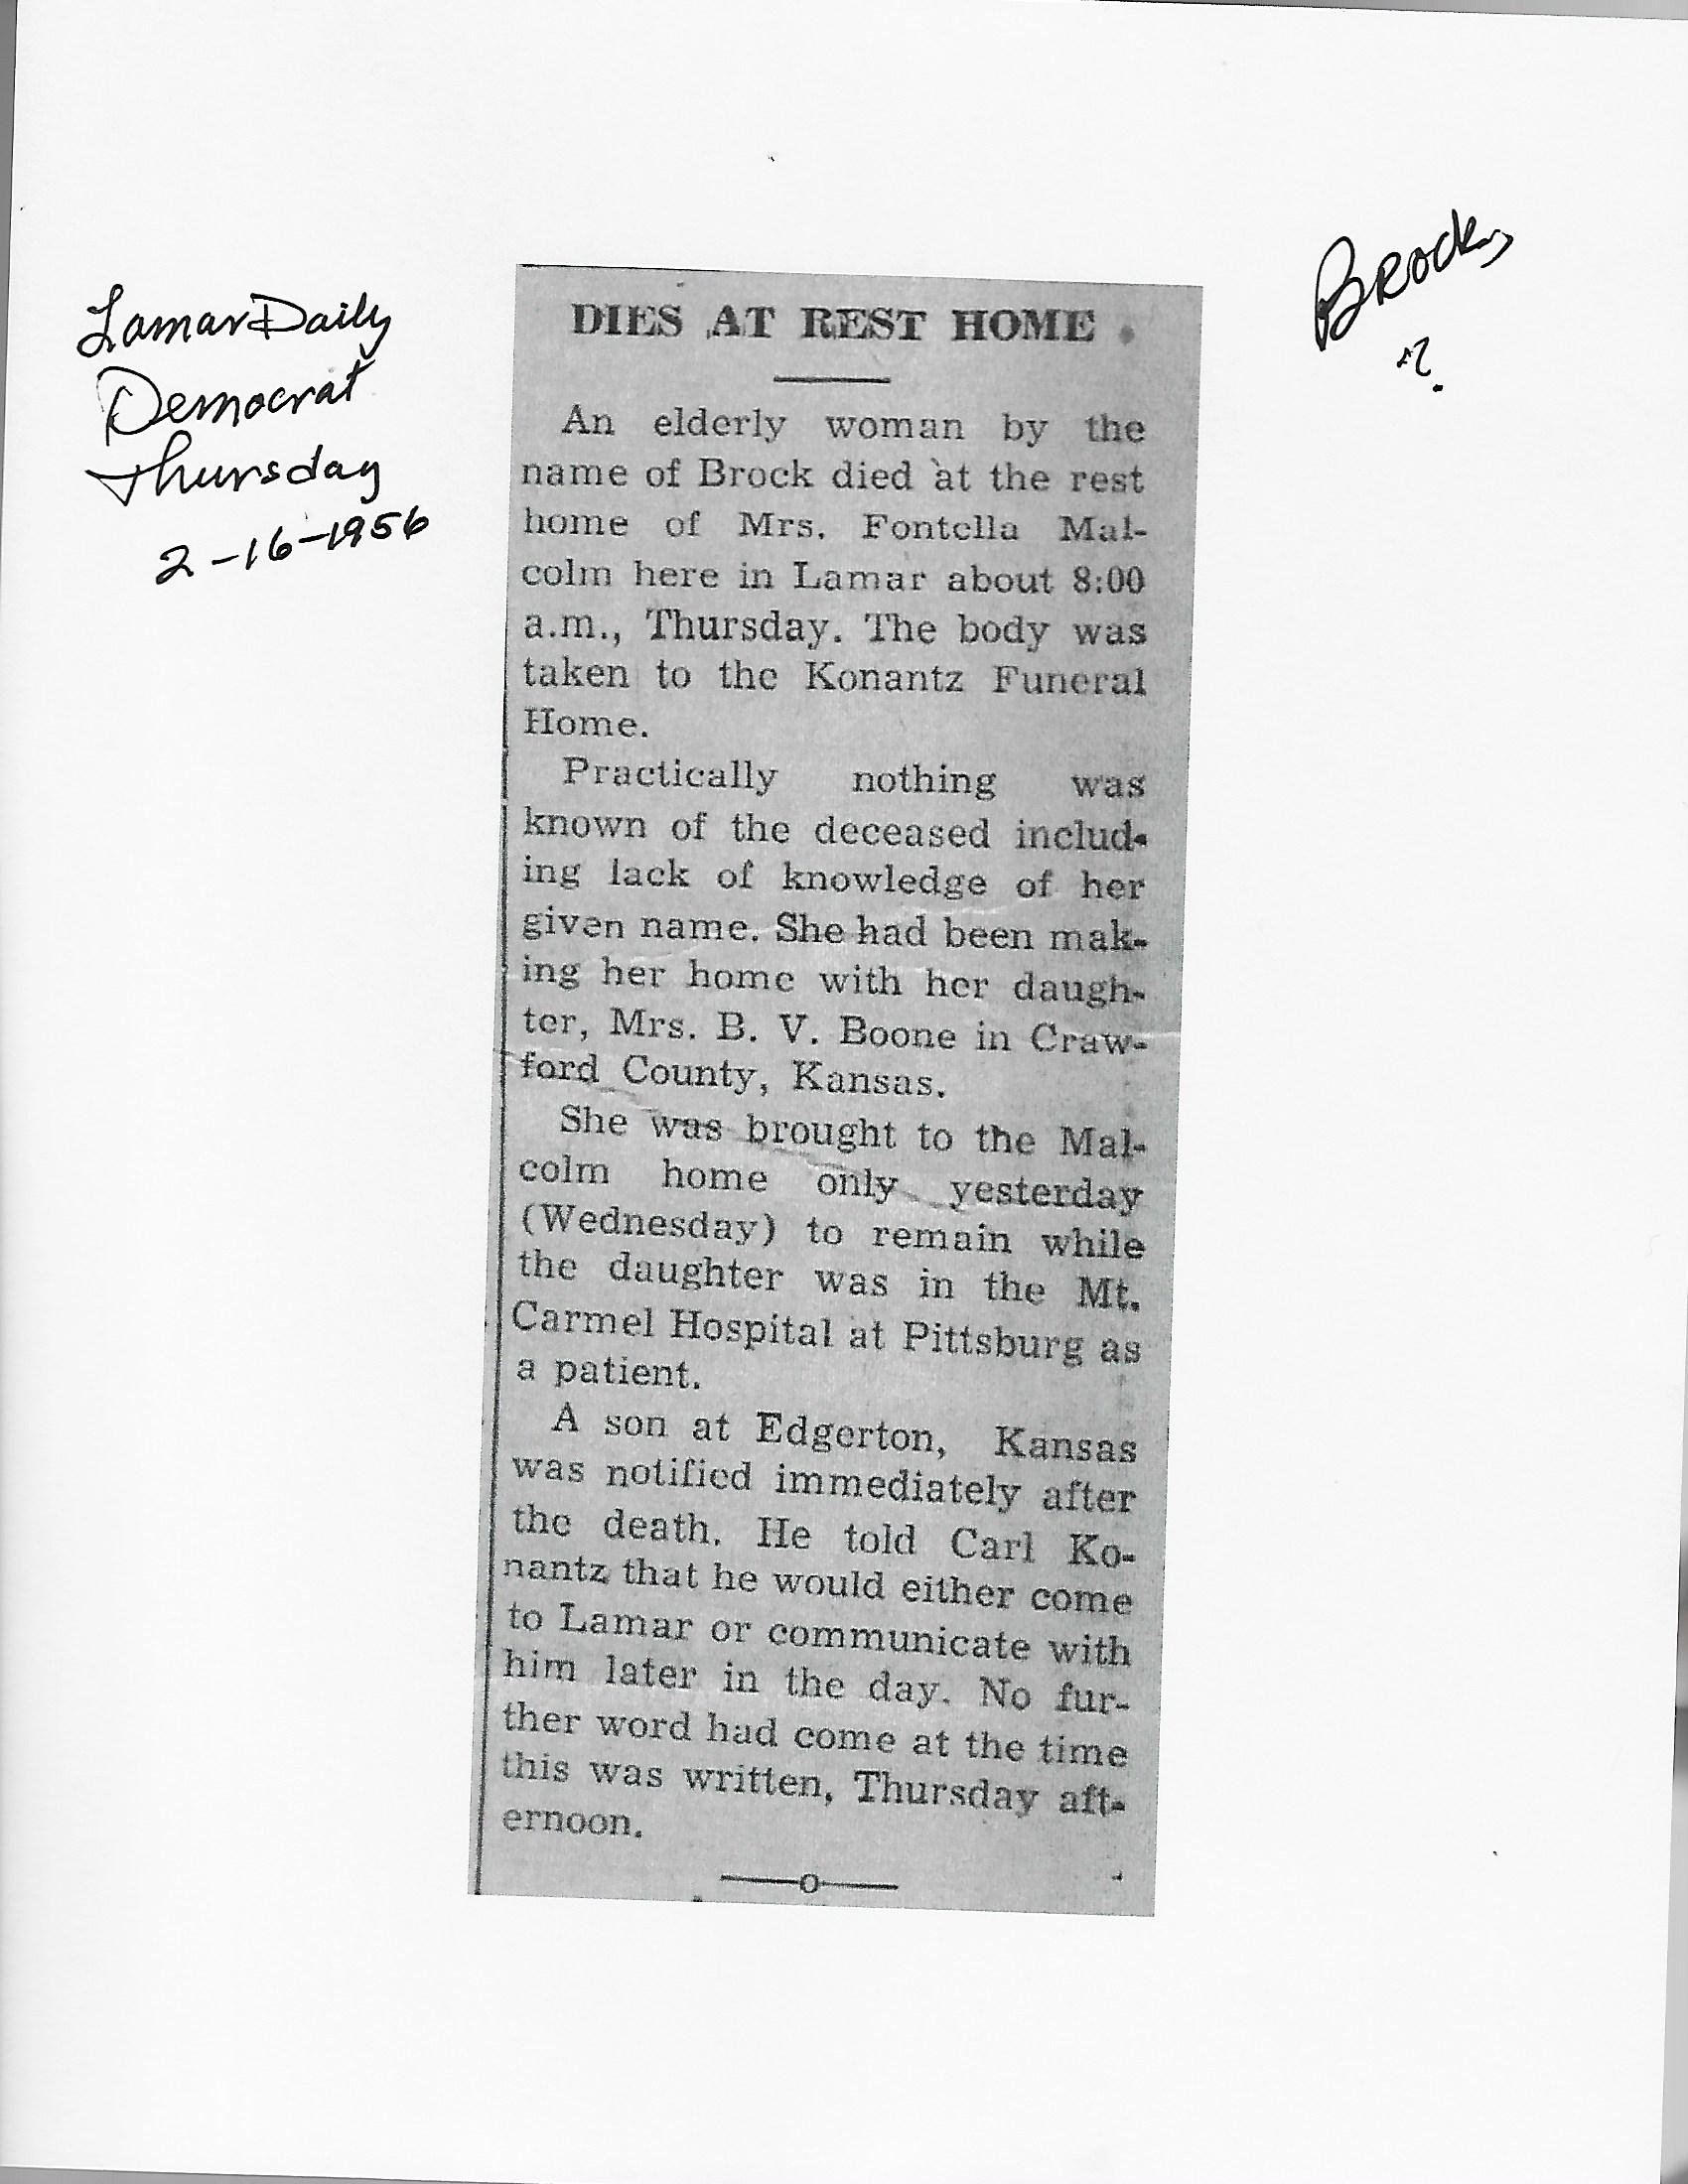 Lamar Daily
Democrat
Thursday
2-16-1956
Brock,
?
DIES AT REST HOME
An elderly woman by the
name of Brock died at the rest
home of Mrs. Fontella Mal-
colm here in Lamar about 8:00
a.m., Thursday. The body was
taken to the Konantz Funeral
Home.
Practically nothing was
known of the deceased includ-
ing lack of knowledge of her
given name. She had been mak-
ing her home with her daugh-
ter, Mrs. B. V. Boone in Craw-
ford County, Kansas.
She was brought to the Mal-
colm home only yesterday
(Wednesday) to remain while
the daughter was in the Mt.
Carmel Hospital at Pittsburg as
a patient.
A son at Edgerton, Kansas
was notified immediately after
the death. He told Carl Ko-
nantz that he would either come
to Lamar or communicate with
him later in the day. No fur-
ther word had come at the time
this was written, Thursday aft-
ernoon.